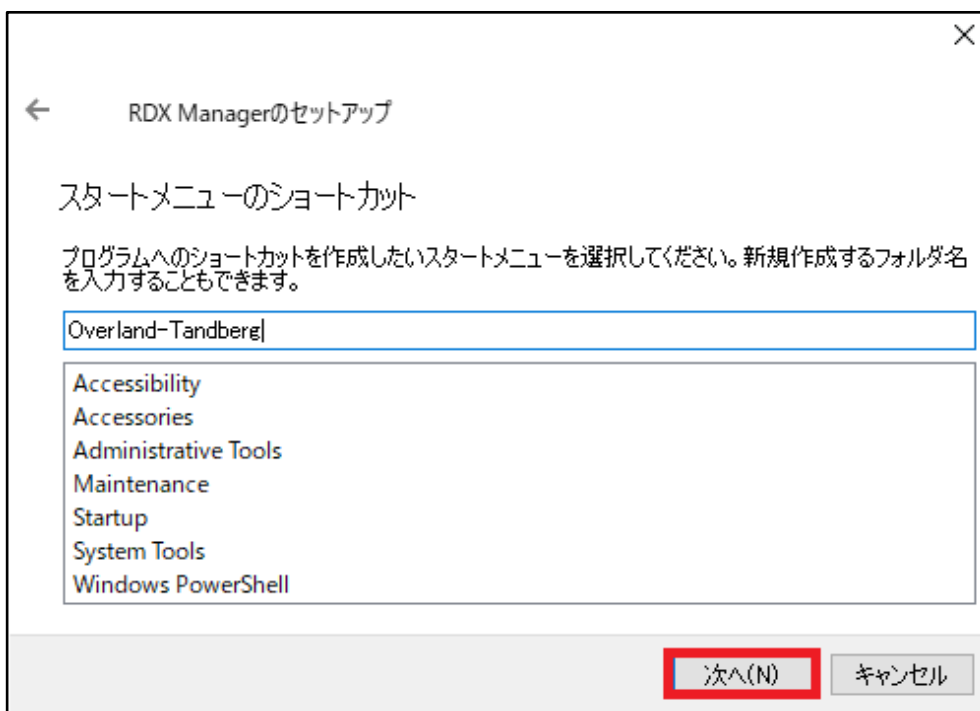 RDX Managerのセットアップ
スタートメニューのショートカット
プログラムへのショートカットを作成したいスタートメニューを選択してください。新規作成するフォルダ名
を入力することもできます。
Overland-Tandberg
Accessibility
Accessories
Administrative Tools
Maintenance
Startup
System Tools
Windows PowerShell
次へ(N) キャンセル